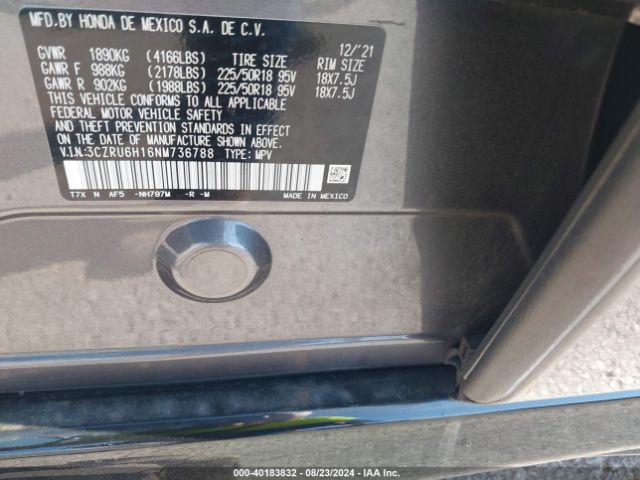 MFD.BY HONDA DE MEXICO S.A. DE C.V.
12/'21
GVWR 1890KG (4166LBS) TIRE SIZE RIM SIZE
GAWR F 988KG (2178LBS) 225/50R18 95V 18X7.5J
GAWR R 902KG (1988LBS) 225/50R18 95V 18X7.5J
THIS VEHICLE CONFORMS TO ALL APPLICABLE
FEDERAL MOTOR VEHICLE SAFETY
AND THEFT PREVENTION STANDARDS IN EFFECT
ON THE DATE OF MANUFACTURE SHOWN ABOVE.
V.I.N.3CZRU6H16NM736788 TYPE: MPV
T7X N AF5 -NH797M -R -M MADE IN MEXICO
000-40183832 - 08/23/2024 - IAA Inc.